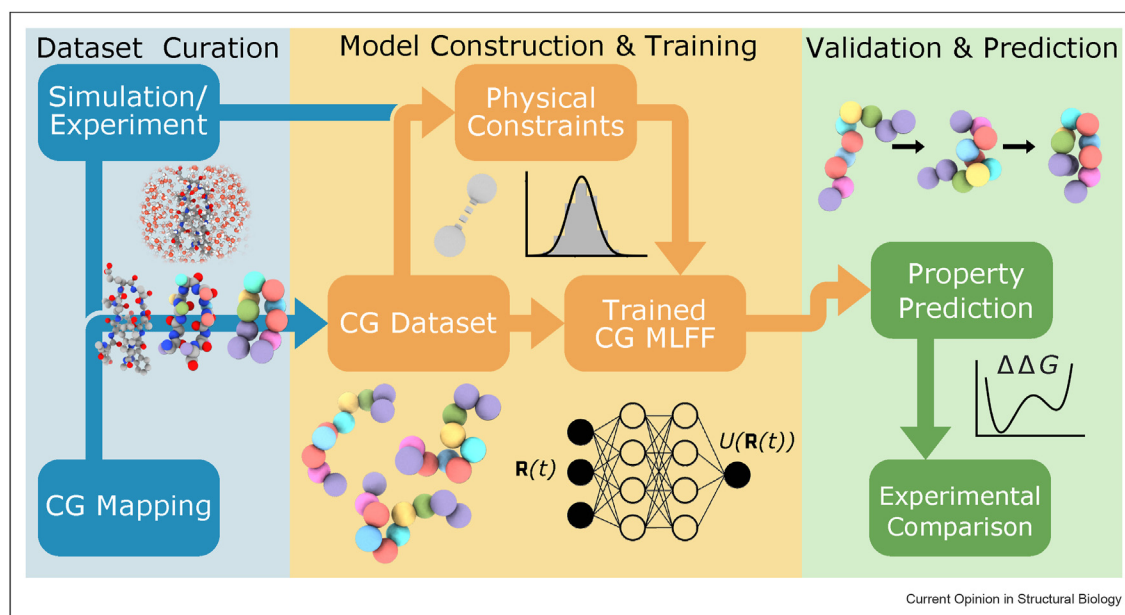 Dataset Curation
Model Construction & Training
Validation & Prediction
Simulation/
Experiment
Physical
Constraints
CG Dataset
Trained
CG MLFF
Property
Prediction
ΔΔG
R(t)
U(R(t))
CG Mapping
Experimental
Comparison
Current Opinion in Structural Biology